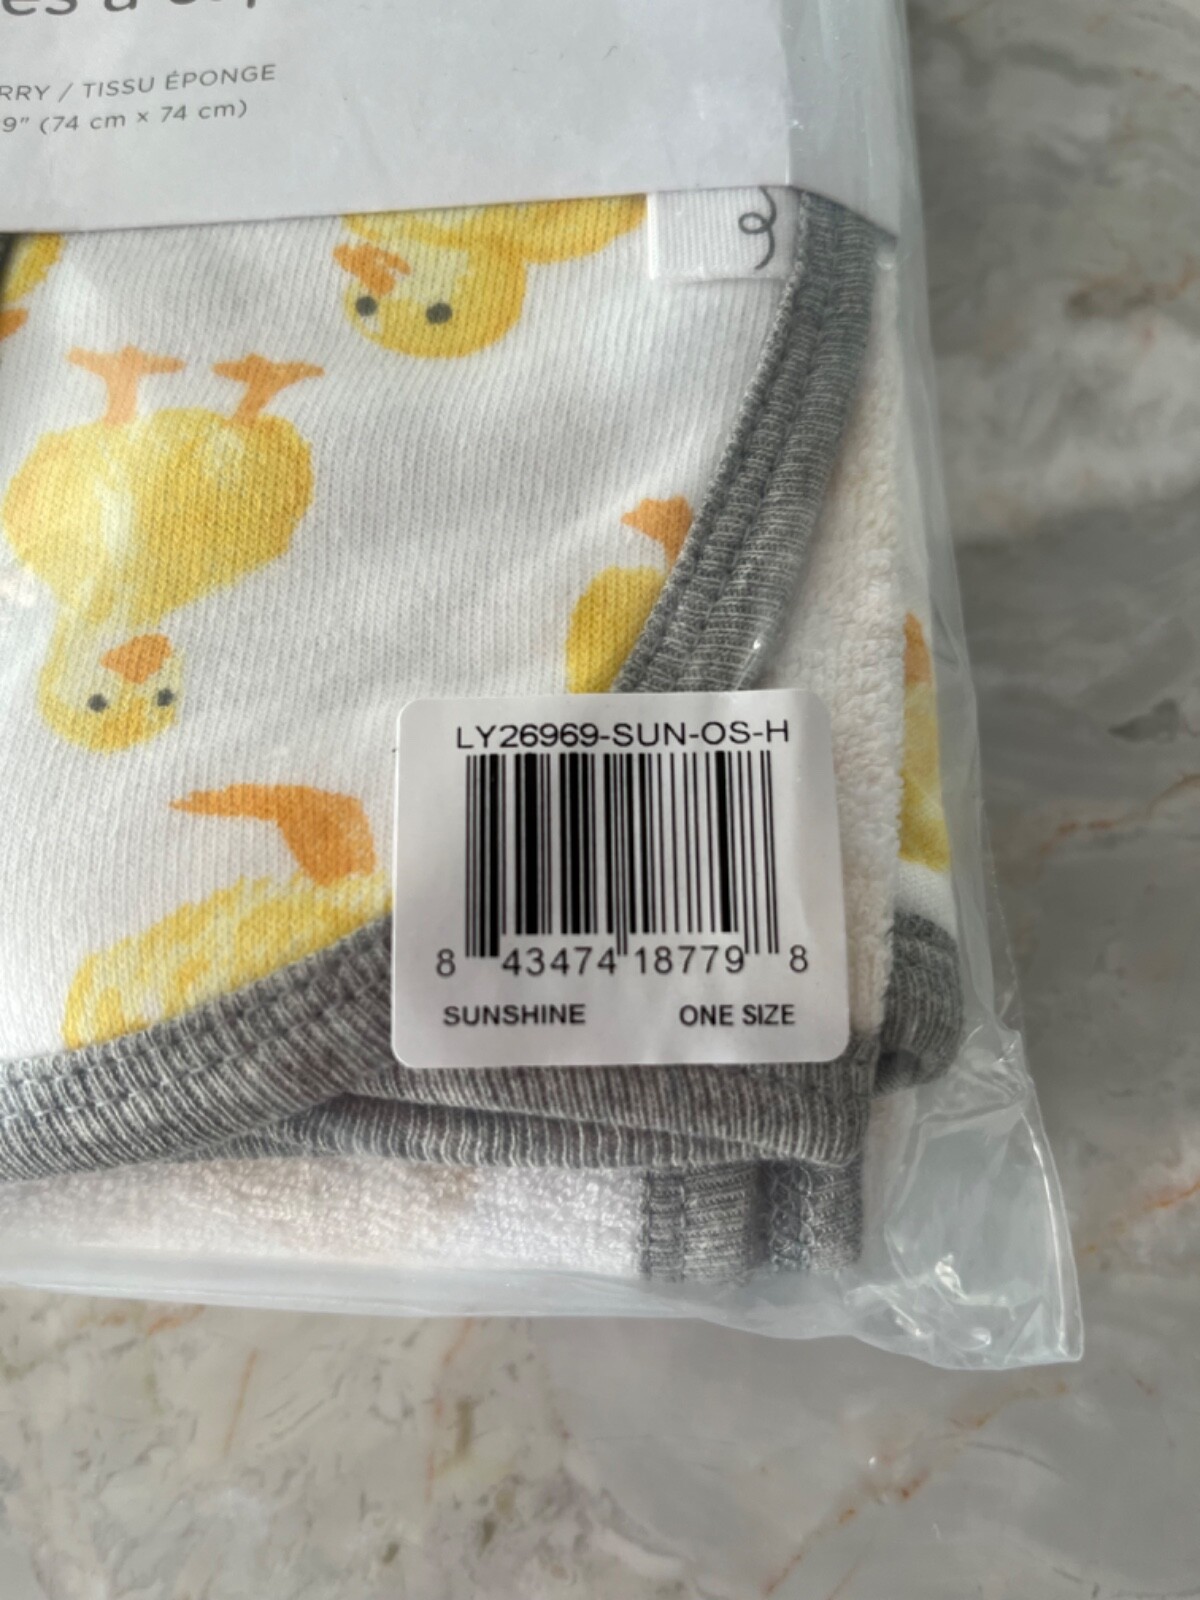 RRY / TISSU ÉPONGE
9" (74 cm × 74 cm)
LY26969-SUN-OS-H
8 43474 18779 8
SUNSHINE ONE SIZE